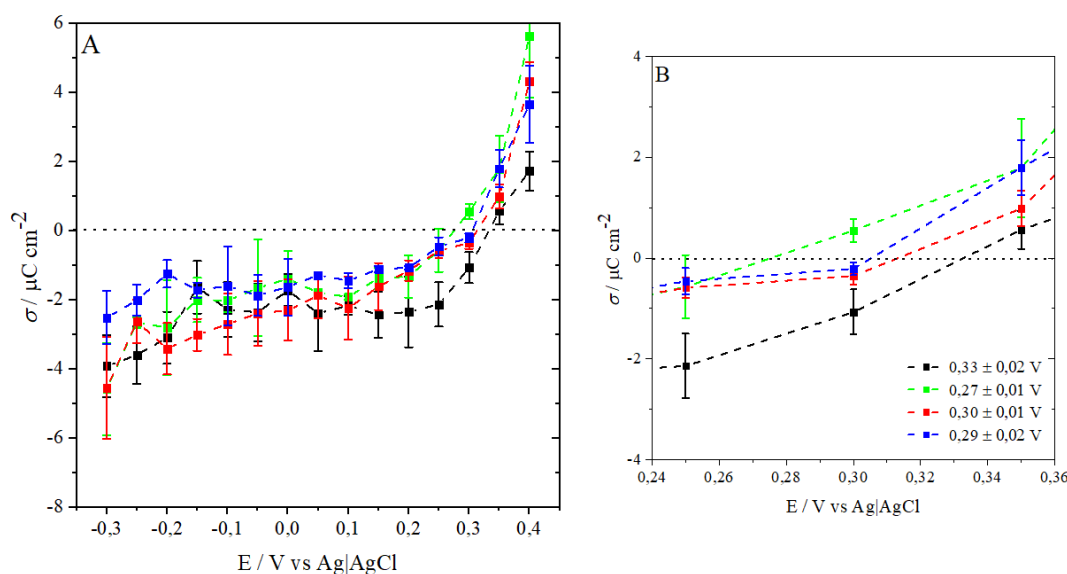 A
6
4
2
0
-2
-4
-6
-8
σ / μC cm⁻²
-0,3 -0,2 -0,1 0,0 0,1 0,2 0,3 0,4
E / V vs Ag|AgCl
B
4
2
0
-2
-4
σ / μC cm⁻²
0,33 ± 0,02 V
0,27 ± 0,01 V
0,30 ± 0,01 V
0,29 ± 0,02 V
0,24 0,26 0,28 0,30 0,32 0,34 0,36
E / V vs Ag|AgCl